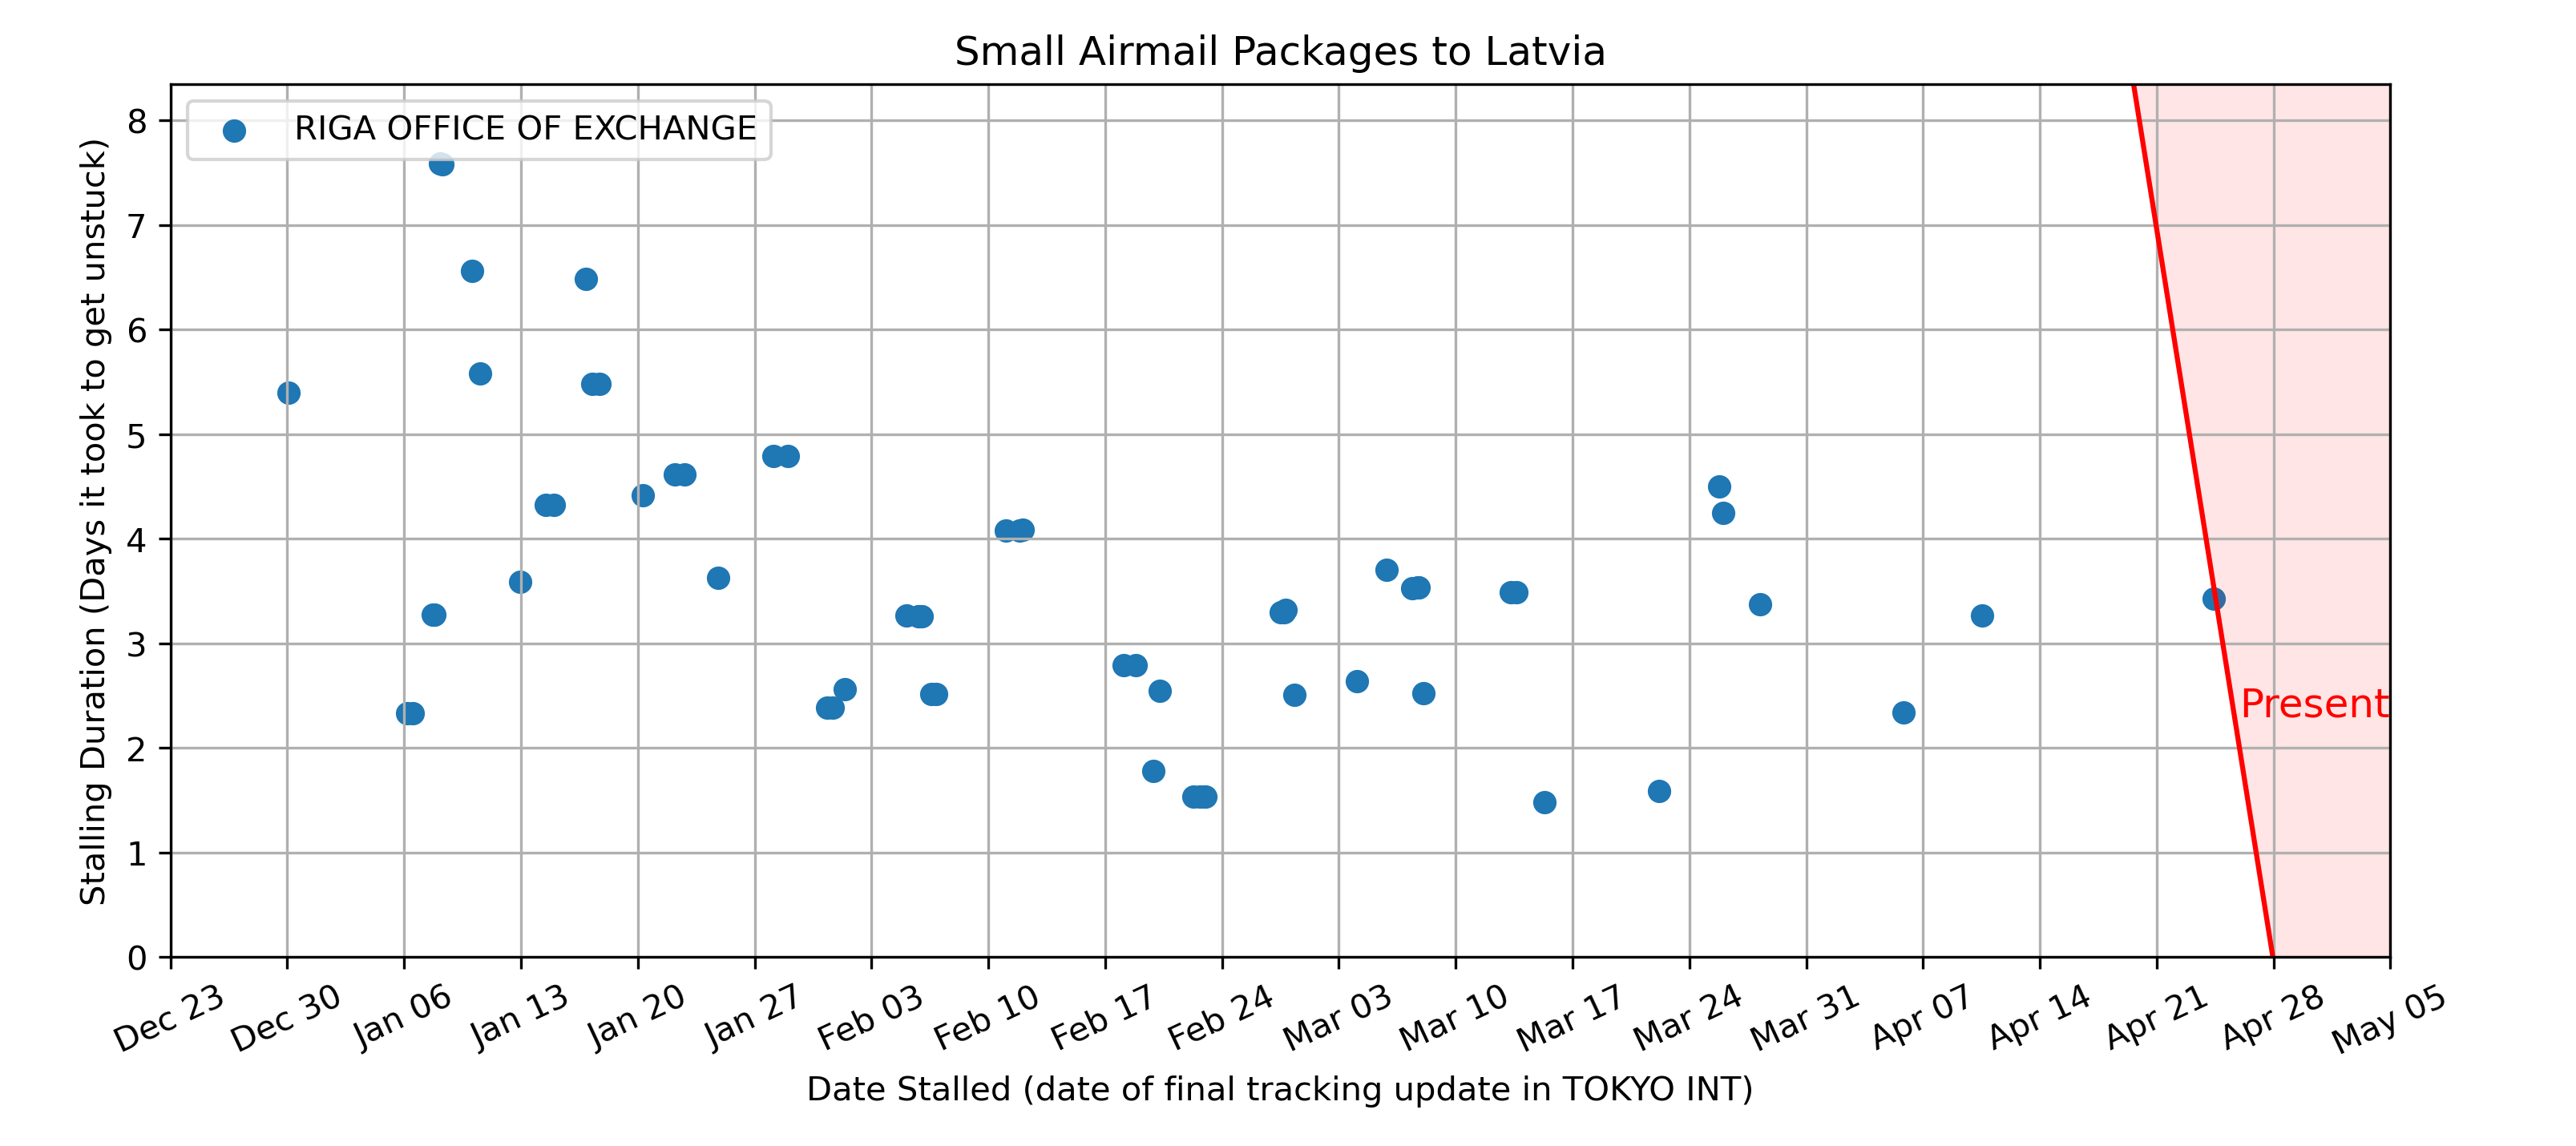 Small Airmail Packages to Latvia
RIGA OFFICE OF EXCHANGE
Stalling Duration (Days it took to get unstuck)
8
7
6
5
4
3
2
1
0
Present
Dec 23
Dec 30
Jan 06
Jan 13
Jan 20
Jan 27
Feb 03
Feb 10
Feb 17
Feb 24
Mar 03
Mar 10
Mar 17
Mar 24
Mar 31
Apr 07
Apr 14
Apr 21
Apr 28
May 05
Date Stalled (date of final tracking update in TOKYO INT)